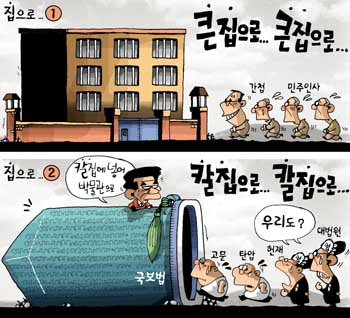 집으로... 1
큰집으로... 큰집으로...
간첩
민주인사
집으로... 2
칼집에 넣어
박물관으로
칼집으로... 칼집으로...
우리도?
국보법
고문
탄압
헌재
대법원